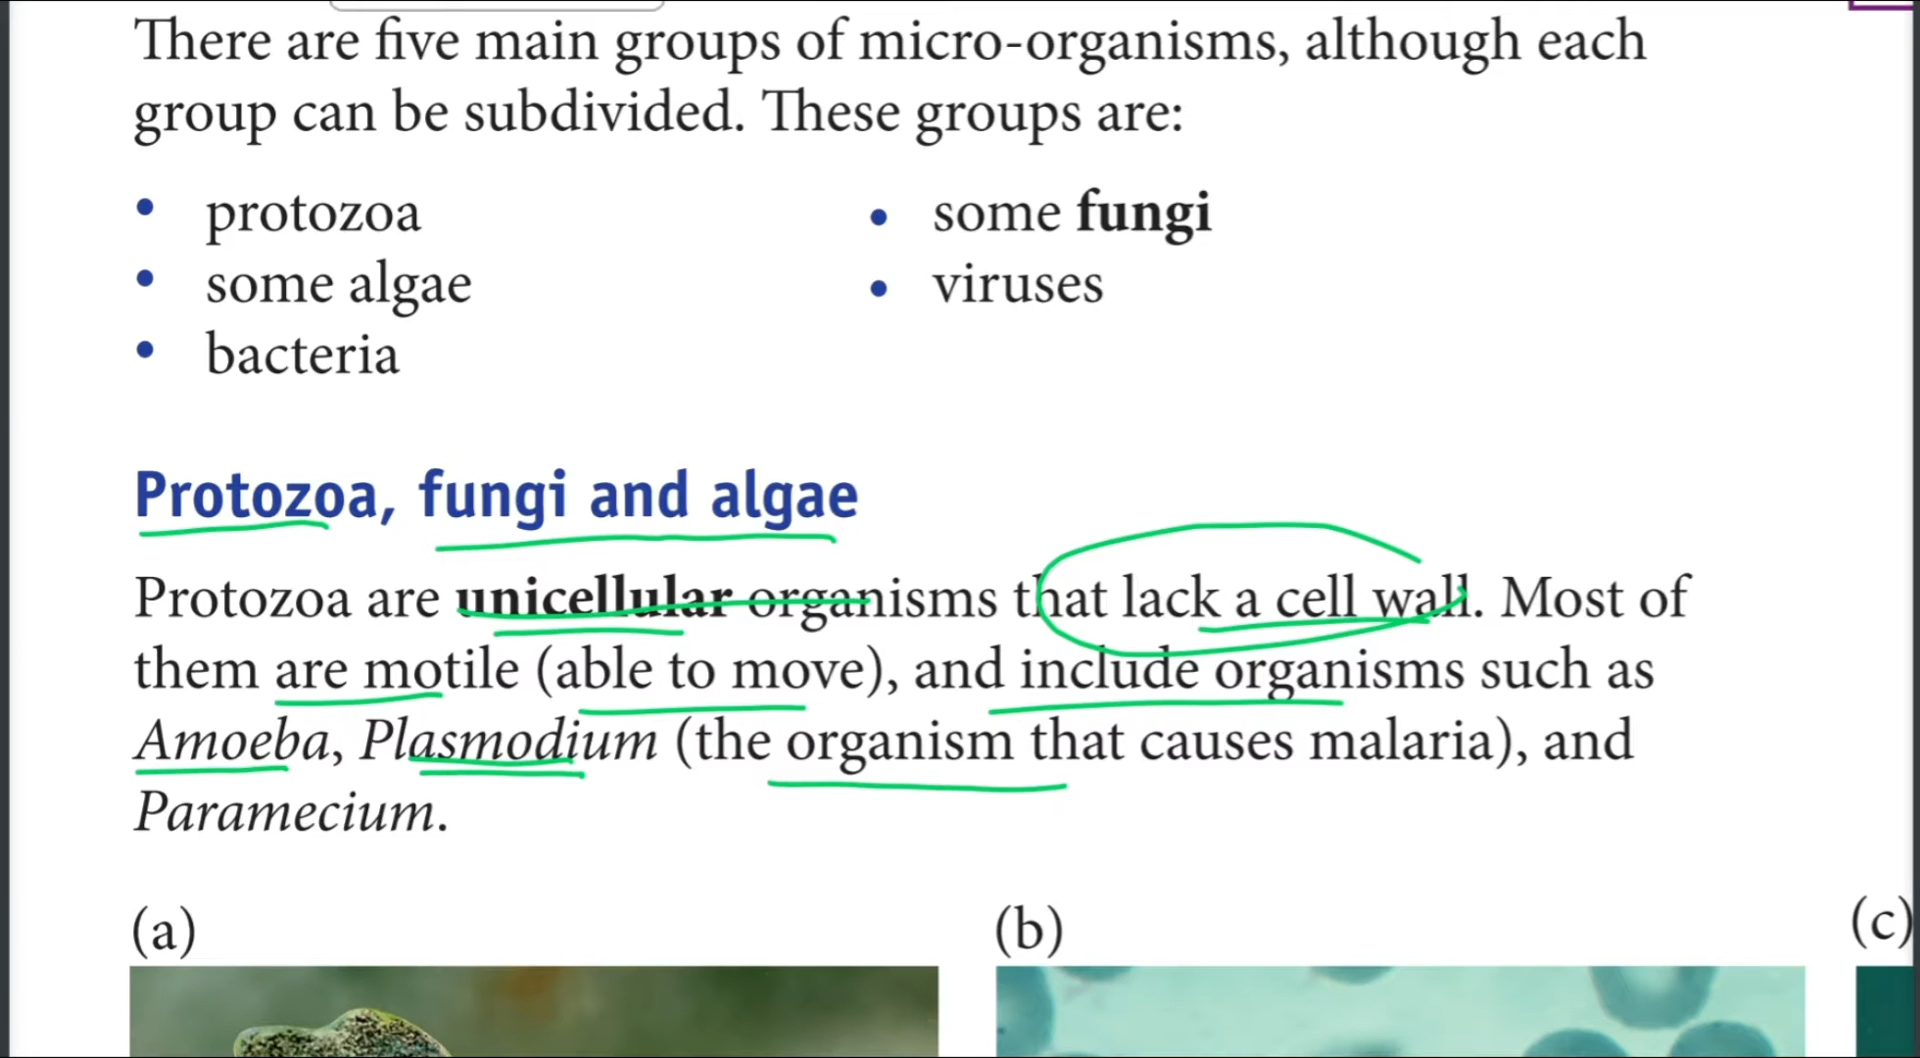 There are five main groups of micro-organisms, although each
group can be subdivided. These groups are:
• protozoa
• some algae
• bacteria
• some fungi
• viruses
Protozoa, fungi and algae
Protozoa are unicellular organisms that lack a cell wall. Most of
them are motile (able to move), and include organisms such as
Amoeba, Plasmodium (the organism that causes malaria), and
Paramecium.
(a)
(b)
(c)